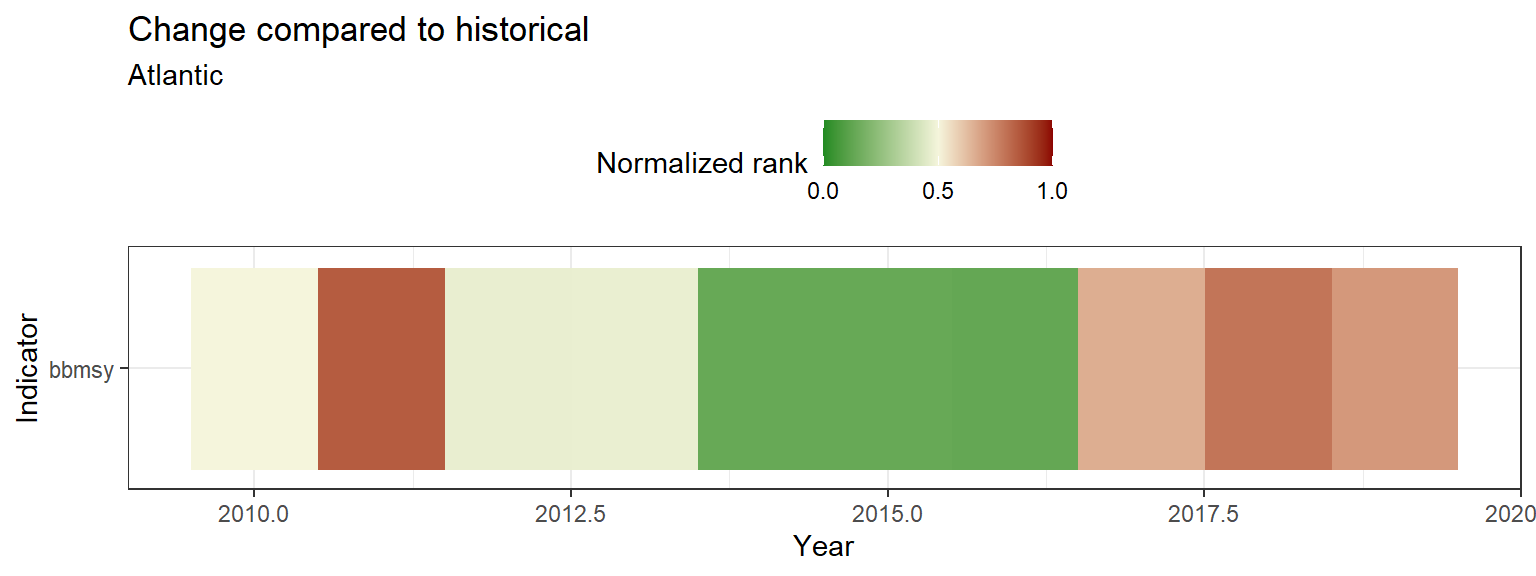 Change compared to historical
Atlantic
Normalized rank
0.0 0.5 1.0
Indicator
bbmsy
2010.0 2012.5 2015.0 2017.5 2020
Year